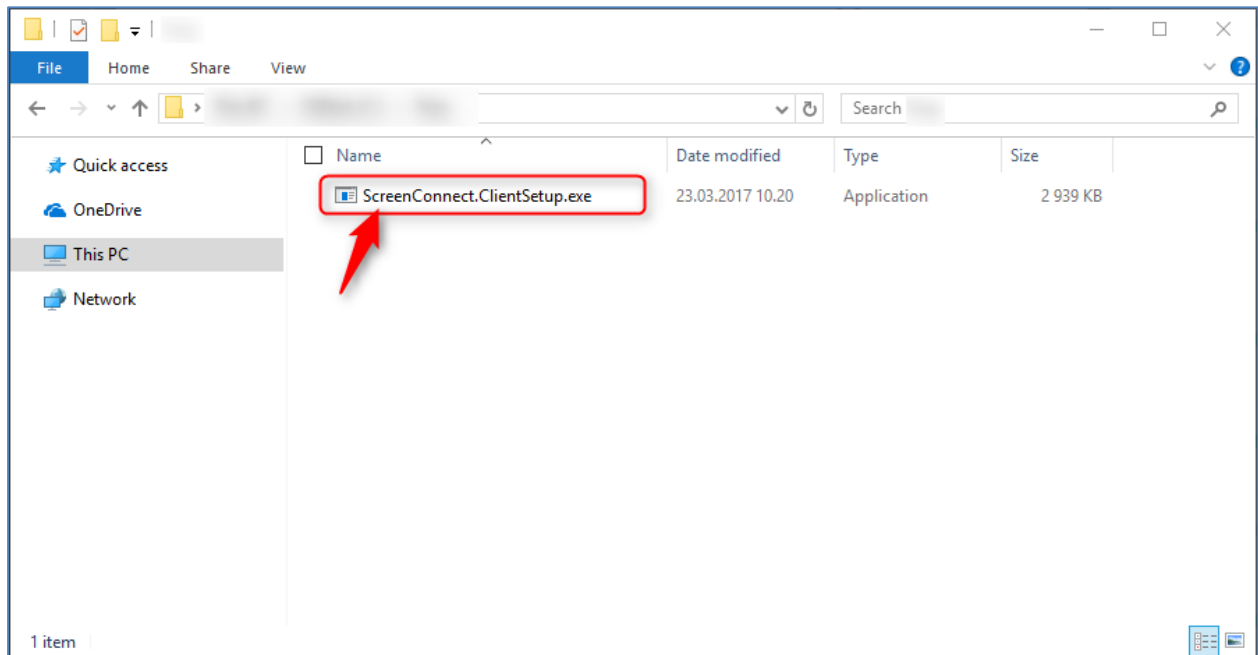 File Home Share View
Search
Name Date modified Type Size
Quick access
ScreenConnect.ClientSetup.exe 23.03.2017 10.20 Application 2 939 KB
OneDrive
This PC
Network
1 item